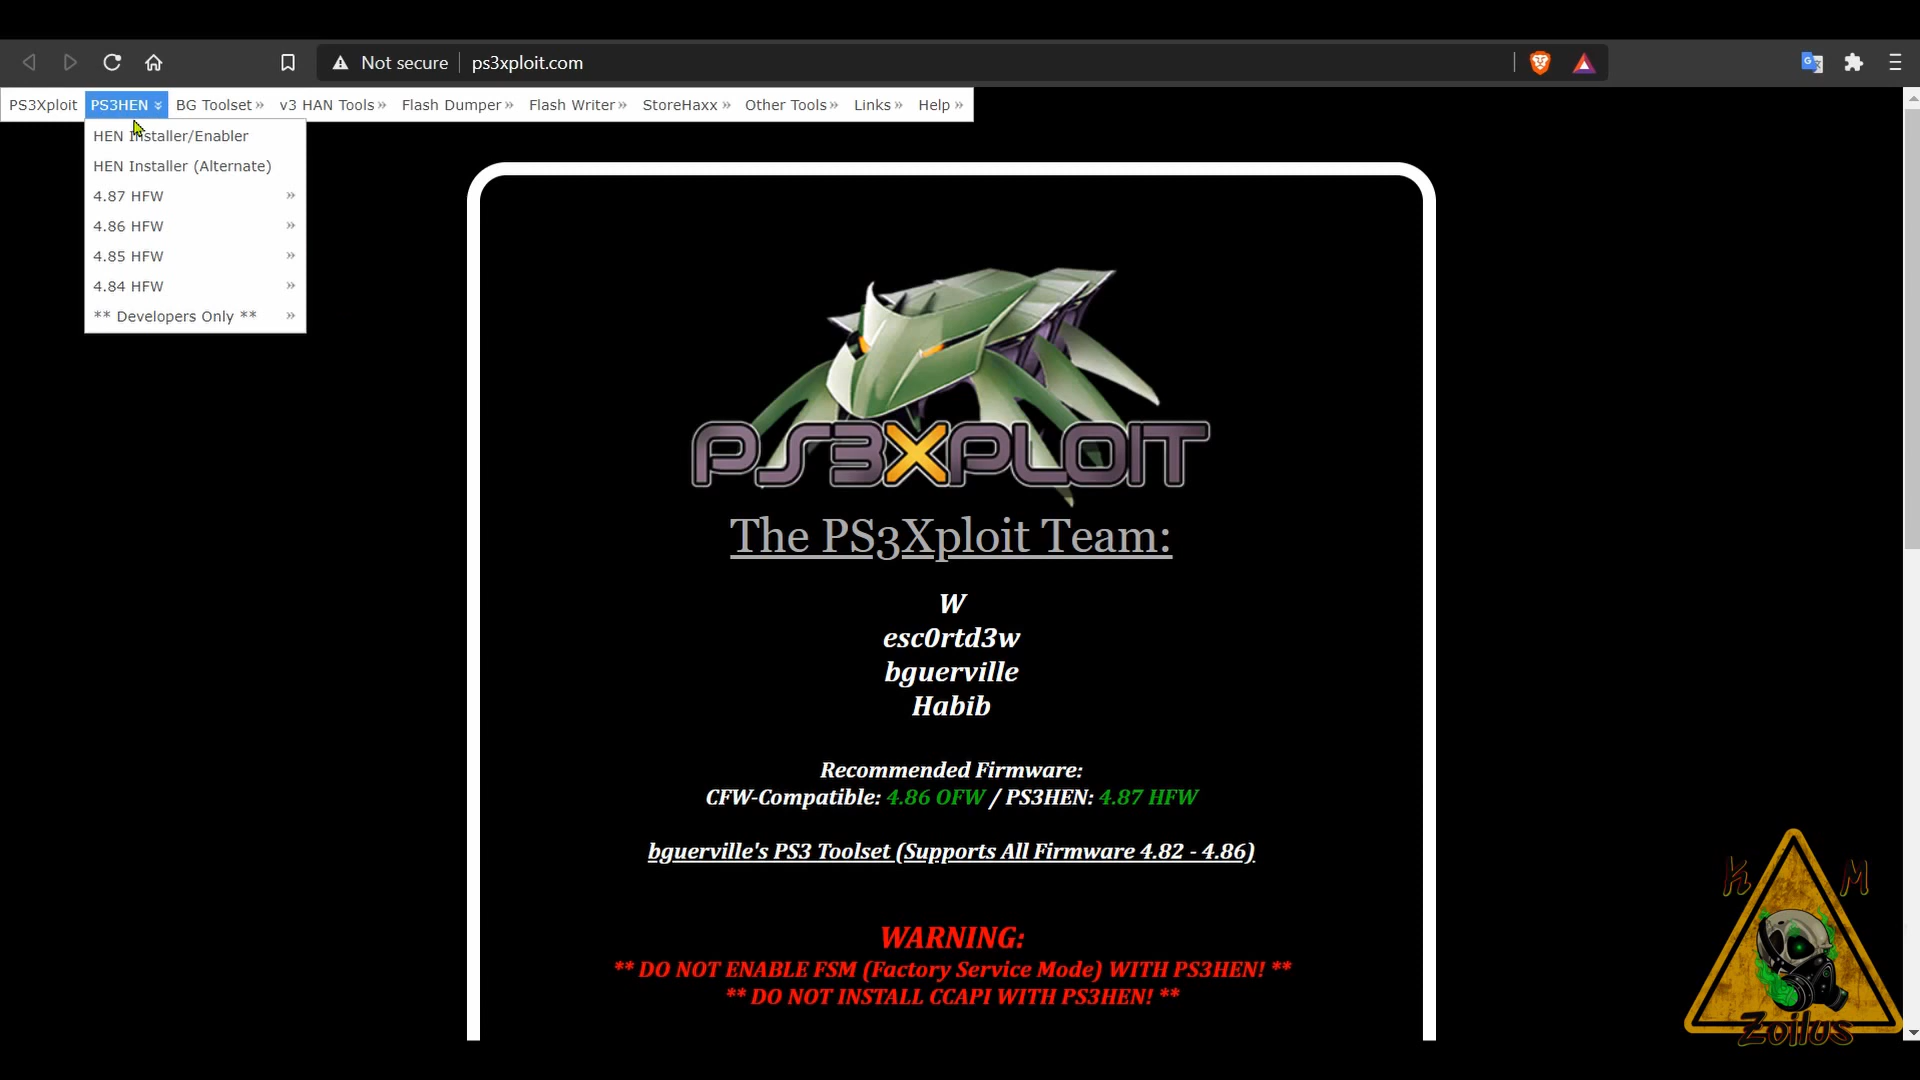 Not secure
ps3xploit.com
PS3Xploit PS3HEN BG Toolset» v3 HAN Tools» Flash Dumper» Flash Writer» StoreHaxx » Other Tools» Links» Help »
HEN Installer/Enabler
HEN Installer (Alternate)
4.87 HFW »
4.86 HFW »
4.85 HFW »
4.84 HFW »
** Developers Only ** »
PS3XPLOIT
The PS3Xploit Team:
W
esc0rtd3w
bguerville
Habib
Recommended Firmware:
CFW-Compatible: 4.86 OFW / PS3HEN: 4.87 HFW
bguerville's PS3 Toolset (Supports All Firmware 4.82 - 4.86)
WARNING:
** DO NOT ENABLE FSM (Factory Service Mode) WITH PS3HEN! **
** DO NOT INSTALL CCAPI WITH PS3HEN! **
K M
Zoilus